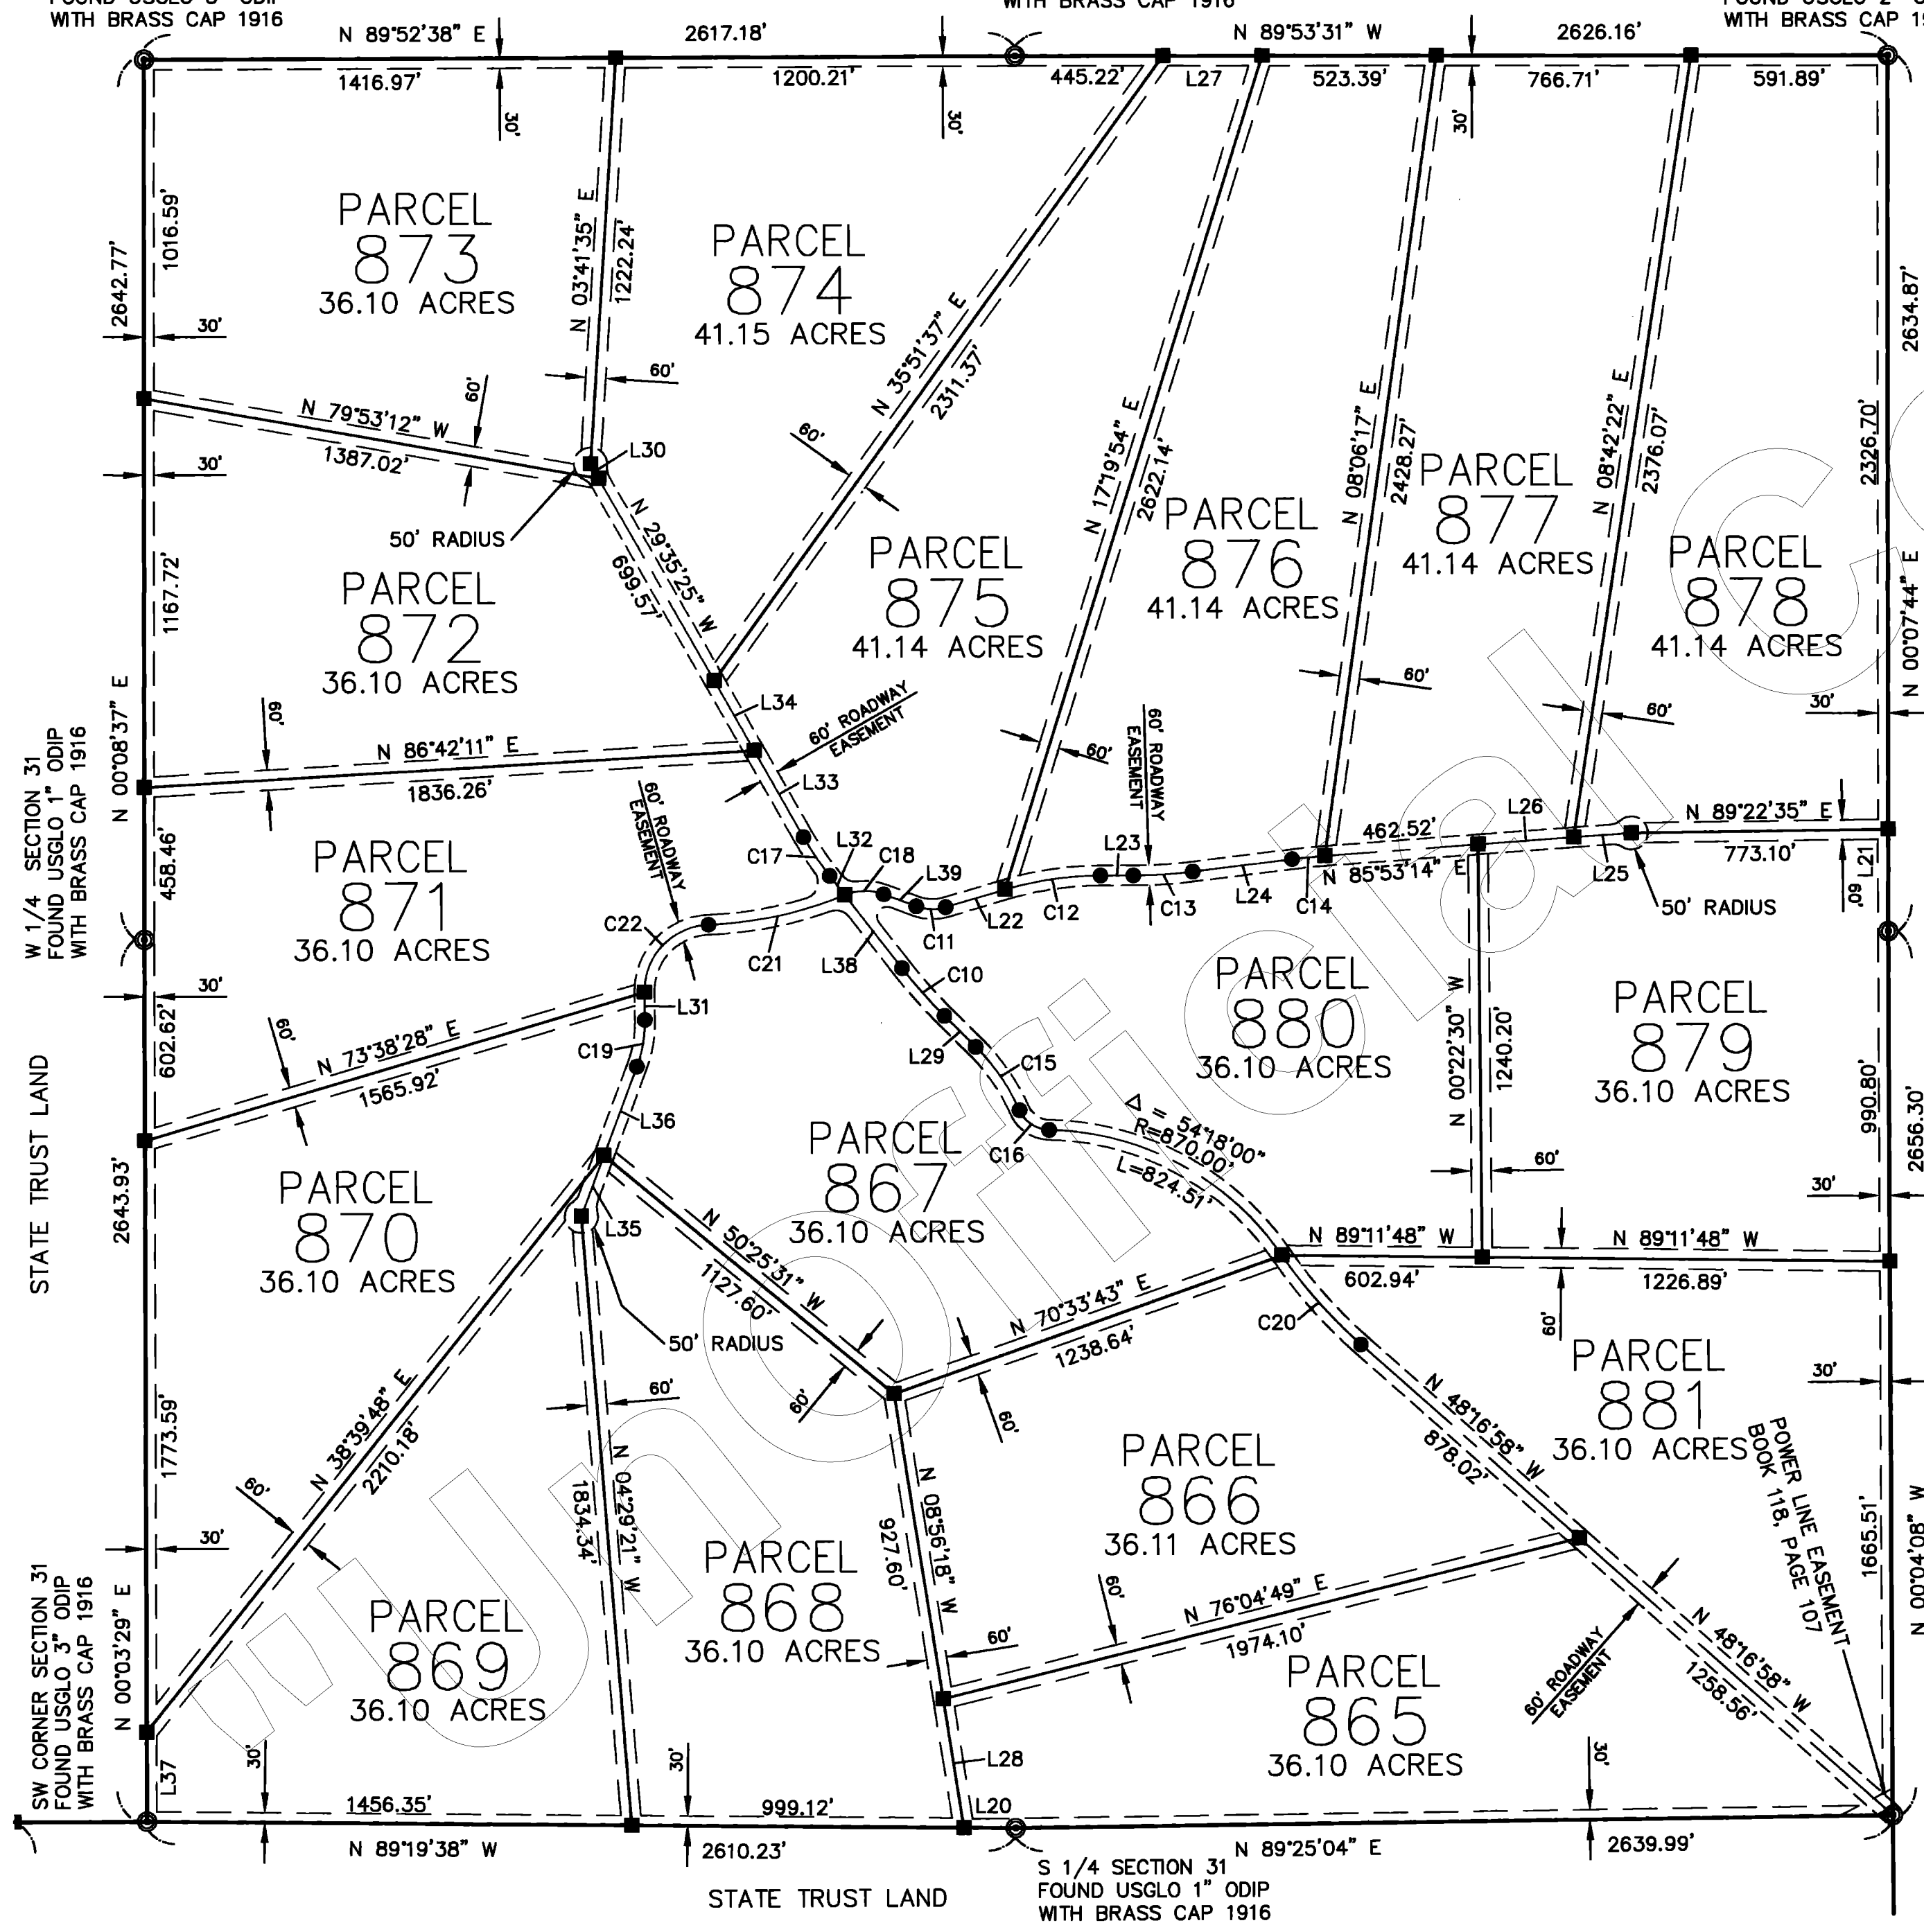 WITH BRASS CAP 1916
WITH BRASS CAP 1916
WITH BRASS CAP
N 89°52'38" E
2617.18'
N 89°53'31" W
2626.16'
1416.97'
1200.21'
445.22'
L27
523.39'
766.71'
591.89'
30'
30'
30'
PARCEL
873
36.10 ACRES
N 03°41'35" E
1222.24'
PARCEL
874
41.15 ACRES
N 35°51'37" E
2311.37'
60'
N 17°19'54" E
2622.14'
N 08°06'17" E
2428.27'
N 08°42'22" E
2376.07'
2642.77'
1016.59'
30'
60'
60'
N 79°53'12" W
1387.02'
30'
L30
50' RADIUS
N 29°35'25" W
699.57'
2634.87'
2326.70'
N 00°07'44" E
PARCEL
872
36.10 ACRES
1167.72'
PARCEL
875
41.14 ACRES
PARCEL
876
41.14 ACRES
PARCEL
877
41.14 ACRES
PARCEL
878
41.14 ACRES
60'
60'
30'
N 00°08'37" E
60'
N 86°42'11" E
1836.26'
L34
60' ROADWAY
EASEMENT
L33
60'
60' ROADWAY
EASEMENT
W 1/4 SECTION 31
FOUND USGLO 1" ODIP
WITH BRASS CAP 1916
458.46'
PARCEL
871
36.10 ACRES
60' ROADWAY
EASEMENT
C17
L32
C18
L39
C11
L22
C12
L23
C13
L24
C14
462.52'
N 85°53'14" E
L26
L25
N 89°22'35" E
773.10'
60'
L21
50' RADIUS
C22
C21
L38
C10
30'
602.62'
60'
N 73°38'28" E
1565.92'
L31
C19
L36
L29
C15
C16
PARCEL
880
36.10 ACRES
N 00°22'30" W
1240.20'
PARCEL
879
36.10 ACRES
990.80'
2656.30'
Δ = 54°18'00"
R=870.00'
L=824.51'
STATE TRUST LAND
2643.93'
PARCEL
870
36.10 ACRES
PARCEL
867
36.10 ACRES
L35
50' RADIUS
N 50°25'31" W
1127.60'
60'
60'
30'
N 89°11'48" W
602.94'
N 89°11'48" W
1226.89'
60'
N 70°33'43" E
1238.64'
60'
C20
60'
PARCEL
881
36.10 ACRES
30'
N 48°16'58" W
878.02'
POWER LINE EASEMENT
BOOK 118, PAGE 107
1773.59'
N 38°39'48" E
2210.18'
60'
30'
N 04°29'21" W
1834.34'
PARCEL
866
36.11 ACRES
N 08°56'18" W
927.60'
60'
60'
N 76°04'49" E
1974.10'
1665.51'
N 00°04'08" W
SW CORNER SECTION 31
FOUND USGLO 3" ODIP
WITH BRASS CAP 1916
N 00°03'29" E
PARCEL
869
36.10 ACRES
PARCEL
868
36.10 ACRES
PARCEL
865
36.10 ACRES
60' ROADWAY
EASEMENT
N 48°16'58" W
1258.56'
L28
L37
30'
30'
30'
1456.35'
999.12'
L20
N 89°19'38" W
2610.23'
N 89°25'04" E
2639.99'
S 1/4 SECTION 31
FOUND USGLO 1" ODIP
WITH BRASS CAP 1916
STATE TRUST LAND
"Unofficial